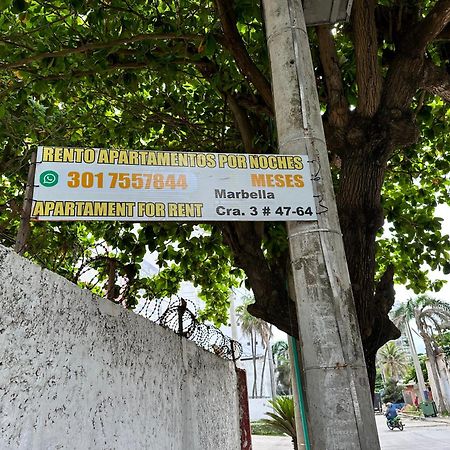 RENTO APARTAMENTOS POR NOCHES
301 7557844 MESES
Marbella
APARTAMENT FOR RENT Cra. 3 # 47-64